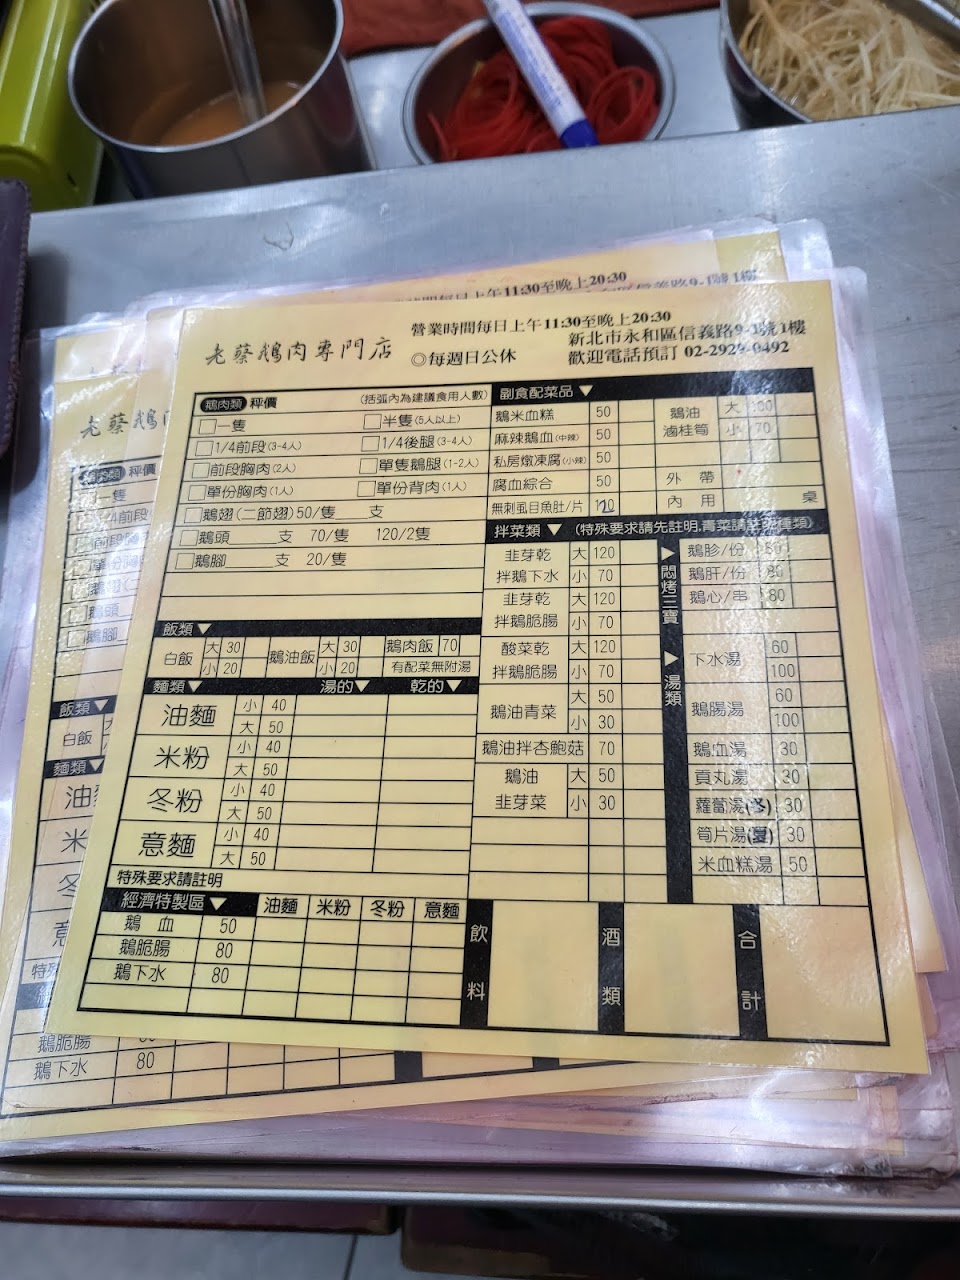 營業時間每日上午11:30至晚上20:30
老蔡鵝肉專門店
新北市永和區信義路9-1號1樓
◎每週日公休
歡迎電話預訂 02-2929-0492
鵝肉類 秤價 (括弧內為建議食用人數)
一隻 半隻(5人以上)
1/4前段(3-4人) 1/4後腿(3-4人)
前段胸肉(2人) 單隻鵝腿(1-2人)
單份胸肉(1人) 單份背肉(1人)
鵝翅(二節翅)50/隻 支
鵝頭 支 70/隻 120/2隻
鵝腳 支 20/隻
飯類▼
白飯 大 30 小 20
鵝油飯 大 30 小 20
鵝肉飯 70
有配菜無附湯
麵類▼ 湯的▼ 乾的▼
油麵 小 40
大 50
米粉 小 40
大 50
冬粉 小 40
大 50
意麵 小 40
大 50
特殊要求請註明
經濟特製區▼ 油麵 米粉 冬粉 意麵
鵝血 50
鵝脆腸 80
鵝下水 80
副食配菜品▼
鵝米血糕 50
麻辣鵝血(中辣) 50
私房燉凍腐(小辣) 50
腐血綜合 50
無刺虱目魚肚/片 120
鵝油 大 100
滷桂筍 小 70
外帶
內用 桌
拌菜類▼ (特殊要求請先註明,青菜請註明種類)
韭芽乾 大 120
拌鵝下水 小 70
韭芽乾 大 120
拌鵝脆腸 小 70
酸菜乾 大 120
拌鵝脆腸 小 70
鵝油青菜 大 50
小 30
鵝油拌杏鮑菇 70
鵝油 大 50
韭芽菜 小 30
▶悶烤三寶
鵝胗/份
鵝肝/份 80
鵝心/串 80
▶湯類
下水湯 60
100
鵝腸湯 60
100
鵝血湯 30
貢丸湯 30
蘿蔔湯(冬) 30
筍片湯(夏) 30
米血糕湯 50
飲料
酒類
合計